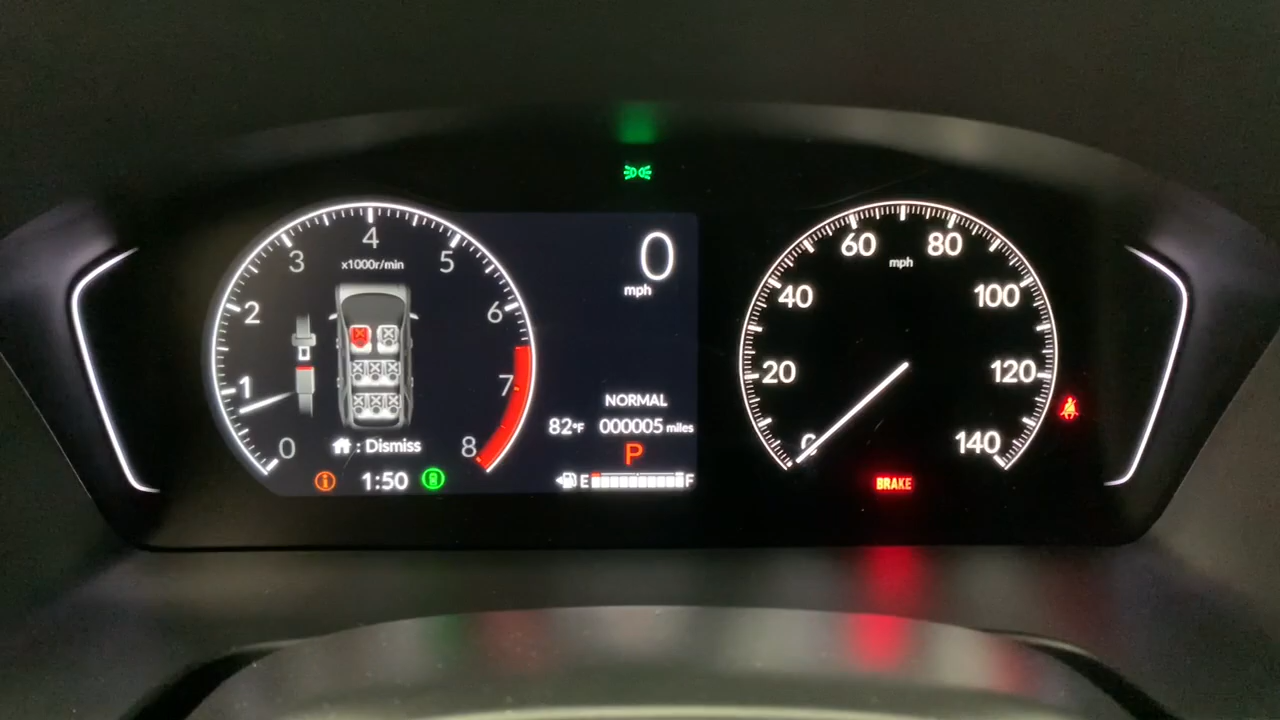 4
3
5
x1000r/min
2
6
1
7
0
8
: Dismiss
1:50
0
mph
NORMAL
82°F 000005 miles
P
E F
60 80
mph
40 100
20 120
0 140
BRAKE